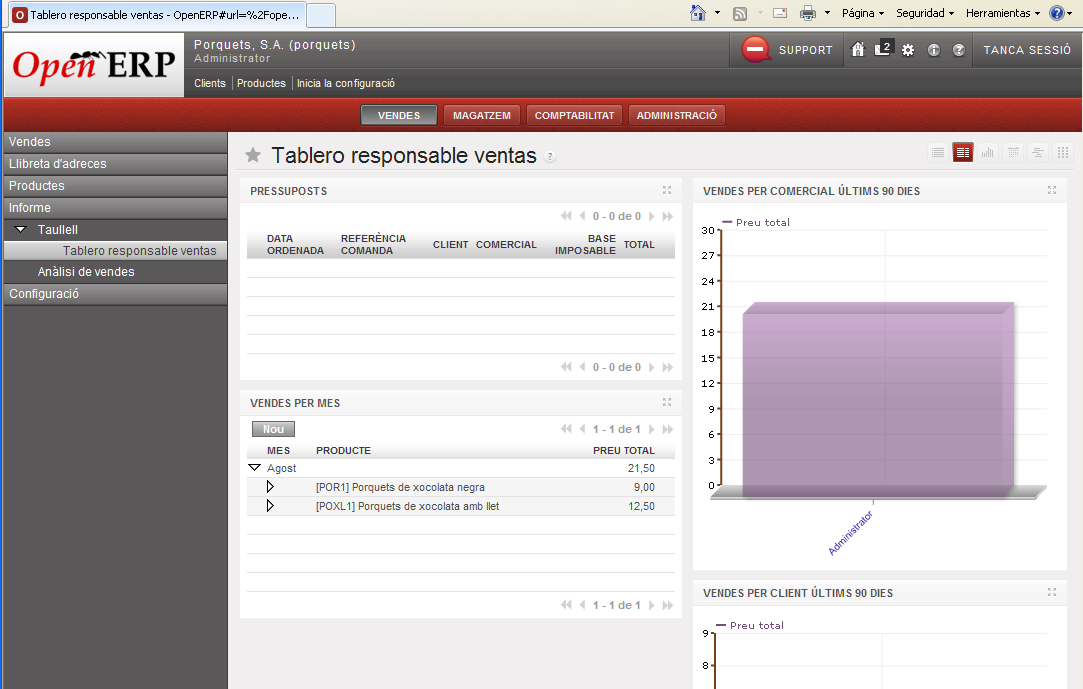 Tablero responsable ventas - OpenERP#url=%2Fope...
Página
Seguridad
Herramientas
Open ERP
Porquets, S.A. (porquets)
Administrator
Clients
Productes
Inicia la configuració
SUPPORT
2
TANCA SESSIÓ
VENDES
MAGATZEM
COMPTABILITAT
ADMINISTRACIÓ
Vendes
Llibreta d'adreces
Productes
Informe
Taullell
Tablero responsable ventas
Anàlisi de vendes
Configuració
Tablero responsable ventas ?
PRESSUPOSTS
0 - 0 de 0
DATA ORDENADA
REFERÈNCIA COMANDA
CLIENT
COMERCIAL
BASE IMPOSABLE
TOTAL
0 - 0 de 0
VENDES PER MES
Nou
1 - 1 de 1
MES PRODUCTE PREU TOTAL
Agost 21,50
[POR1] Porquets de xocolata negra 9,00
[POXL1] Porquets de xocolata amb llet 12,50
1 - 1 de 1
VENDES PER COMERCIAL ÚLTIMS 90 DIES
Preu total
30
27
24
21
18
15
12
9
6
3
0
Administrator
VENDES PER CLIENT ÚLTIMS 90 DIES
Preu total
9
8